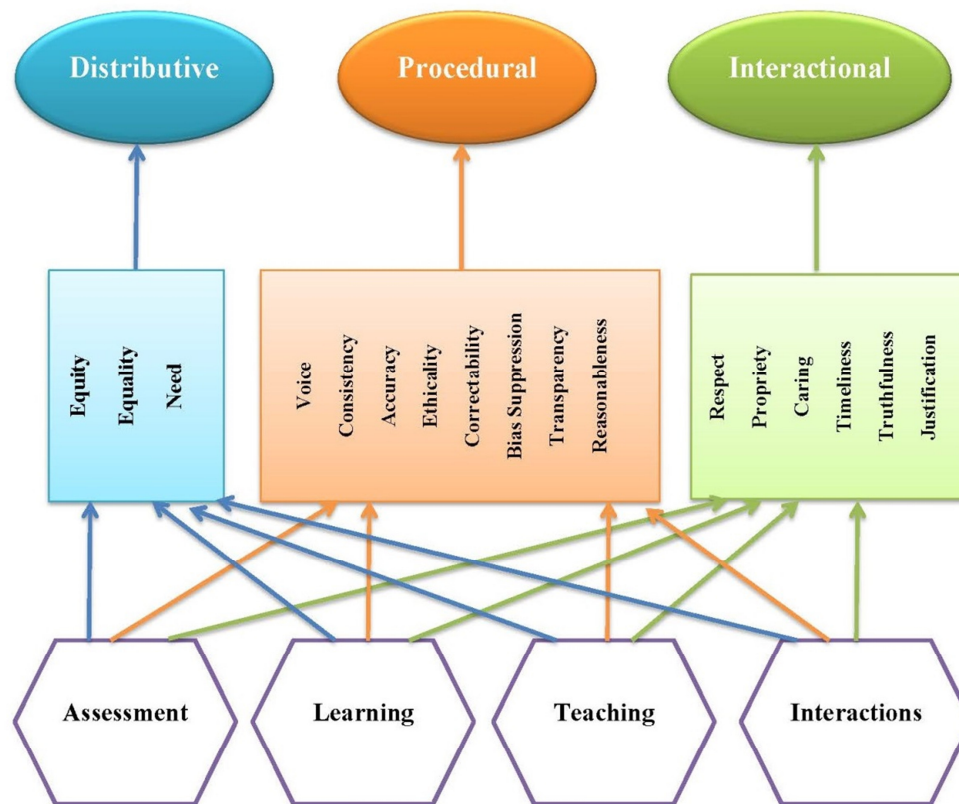 Distributive
Procedural
Interactional
Equity
Equality
Need
Voice
Consistency
Accuracy
Ethicality
Correctability
Bias Suppression
Transparency
Reasonableness
Respect
Propriety
Caring
Timeliness
Truthfulness
Justification
Assessment
Learning
Teaching
Interactions